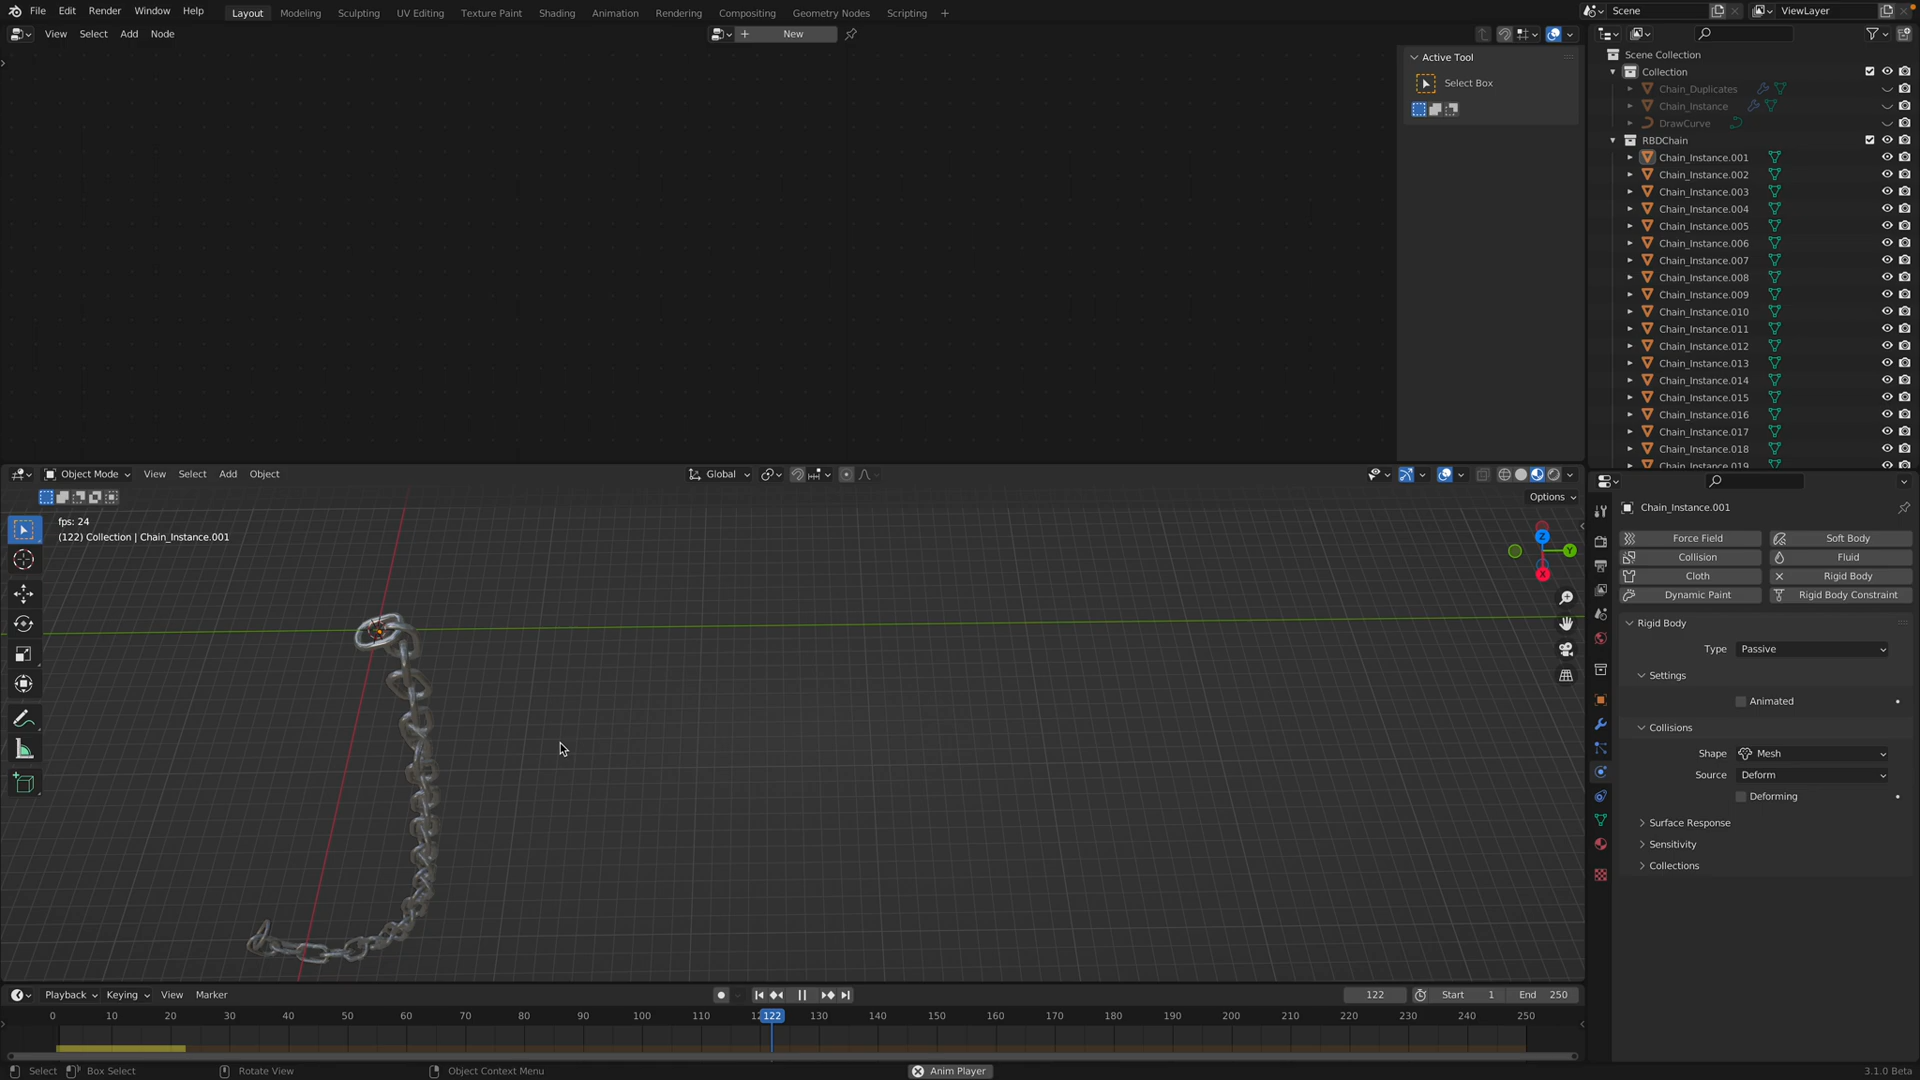 File Edit Render Window Help Layout Modeling Sculpting UV Editing Texture Paint Shading Animation Rendering Compositing Geometry Nodes Scripting + Scene ViewLayer
View Select Add Node + New
Active Tool
Select Box
Scene Collection
Collection
Chain_Duplicates
Chain_Instance
DrawCurve
RBDChain
Chain_Instance.001
Chain_Instance.002
Chain_Instance.003
Chain_Instance.004
Chain_Instance.005
Chain_Instance.006
Chain_Instance.007
Chain_Instance.008
Chain_Instance.009
Chain_Instance.010
Chain_Instance.011
Chain_Instance.012
Chain_Instance.013
Chain_Instance.014
Chain_Instance.015
Chain_Instance.016
Chain_Instance.017
Chain_Instance.018
Chain_Instance.019
Object Mode View Select Add Object Global
Options
fps: 24
(122) Collection | Chain_Instance.001
Z
Y
X
Chain_Instance.001
Force Field Soft Body
Collision Fluid
Cloth Rigid Body
Dynamic Paint Rigid Body Constraint
Rigid Body
Type Passive
Settings
Animated
Collisions
Shape Mesh
Source Deform
Deforming
Surface Response
Sensitivity
Collections
Playback Keying View Marker 122 Start 1 End 250
0 10 20 30 40 50 60 70 80 90 100 110 122 130 140 150 160 170 180 190 200 210 220 230 240 250
Select Box Select Rotate View Object Context Menu Anim Player 3.1.0 Beta